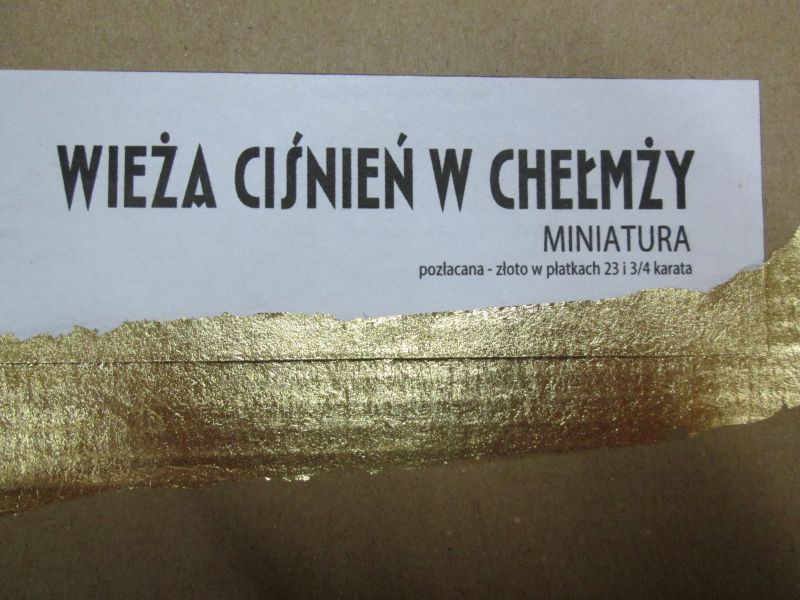 WIEŻA CIŚNIEŃ W CHEŁMŻY
MINIATURA
pozłacana - złoto w płatkach 23 i 3/4 karata